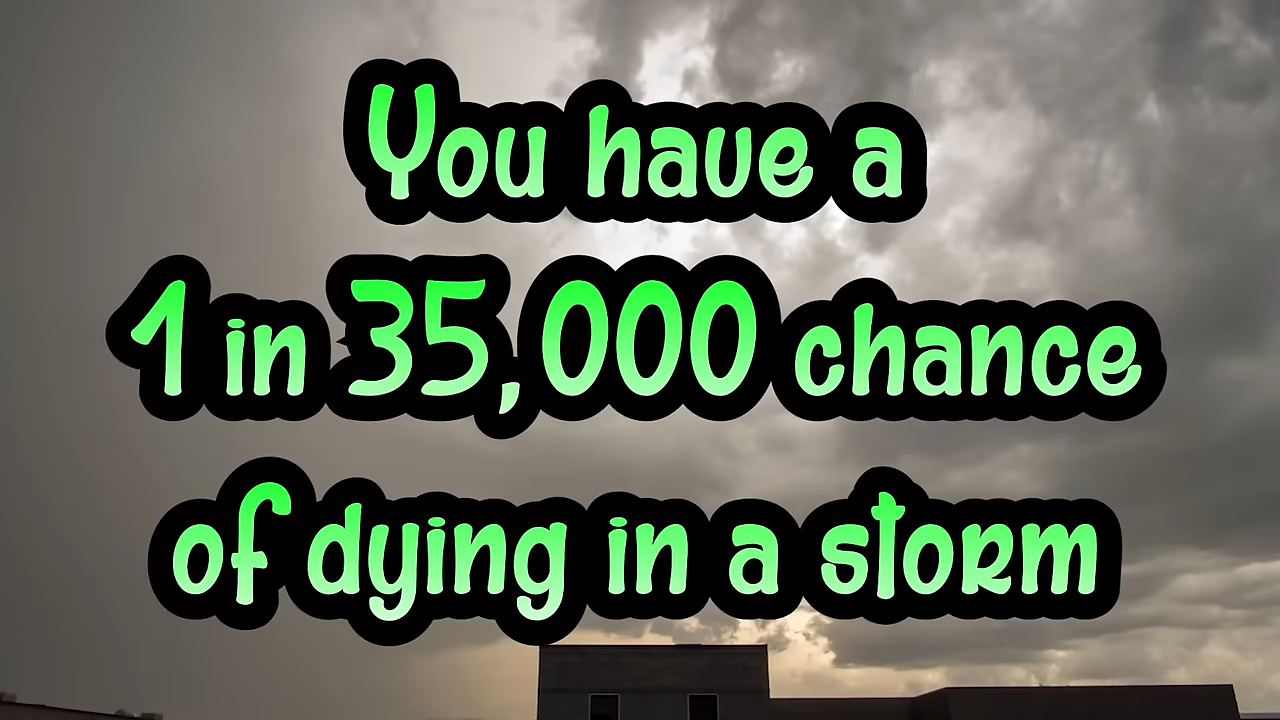 You have a
1 in 35,000 chance
of dying in a storm